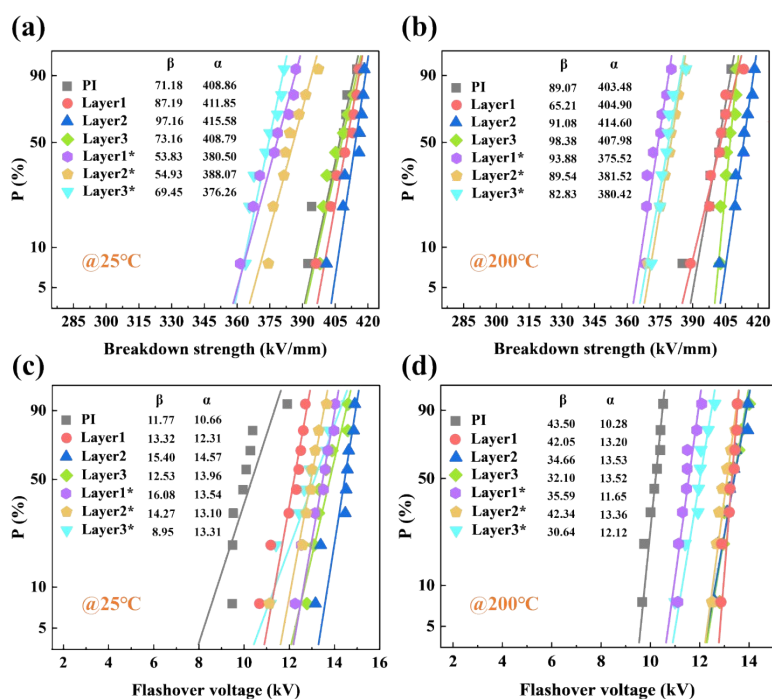 (a)
β α
PI 71.18 408.86
Layer1 87.19 411.85
Layer2 97.16 415.58
Layer3 73.16 408.79
Layer1* 53.83 380.50
Layer2* 54.93 388.07
Layer3* 69.45 376.26
@25°C
P (%)
90
50
10
5
285 300 315 330 345 360 375 390 405 420
Breakdown strength (kV/mm)
(b)
β α
PI 89.07 403.48
Layer1 65.21 404.90
Layer2 91.08 414.60
Layer3 98.38 407.98
Layer1* 93.88 375.52
Layer2* 89.54 381.52
Layer3* 82.83 380.42
@200°C
P (%)
90
50
10
5
285 300 315 330 345 360 375 390 405 420
Breakdown strength (kV/mm)
(c)
β α
PI 11.77 10.66
Layer1 13.32 12.31
Layer2 15.40 14.57
Layer3 12.53 13.96
Layer1* 16.08 13.54
Layer2* 14.27 13.10
Layer3* 8.95 13.31
@25°C
P (%)
90
50
10
5
2 4 6 8 10 12 14 16
Flashover voltage (kV)
(d)
β α
PI 43.50 10.28
Layer1 42.05 13.20
Layer2 34.66 13.53
Layer3 32.10 13.52
Layer1* 35.59 11.65
Layer2* 42.34 13.36
Layer3* 30.64 12.12
@200°C
P (%)
90
50
10
5
2 4 6 8 10 12 14
Flashover voltage (kV)